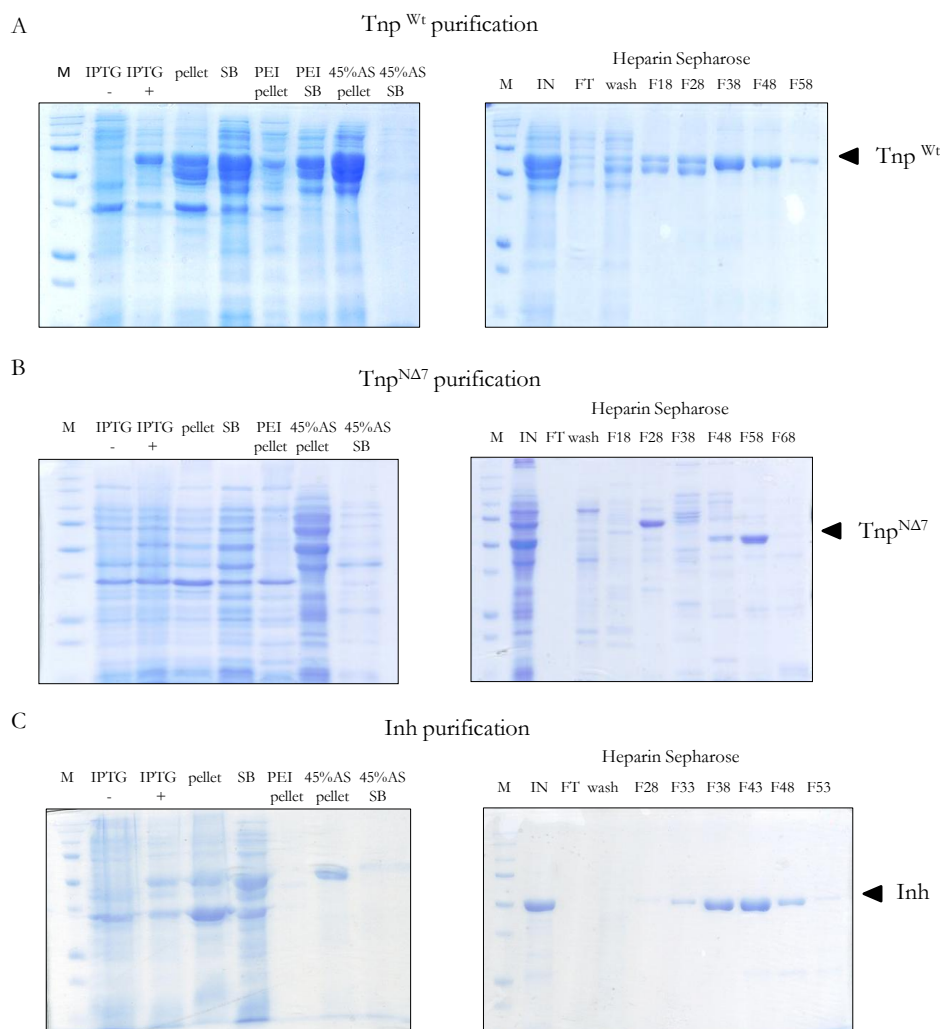 A
Tnp Wt purification
M IPTG IPTG pellet SB PEI PEI 45%AS 45%AS
- + pellet SB pellet SB
Heparin Sepharose
M IN FT wash F18 F28 F38 F48 F58
Tnp Wt
B
TnpNΔ7 purification
M IPTG IPTG pellet SB PEI 45%AS 45%AS
- + pellet pellet SB
Heparin Sepharose
M IN FT wash F18 F28 F38 F48 F58 F68
TnpNΔ7
C
Inh purification
M IPTG IPTG pellet SB PEI 45%AS 45%AS
- + pellet pellet SB
Heparin Sepharose
M IN FT wash F28 F33 F38 F43 F48 F53
Inh